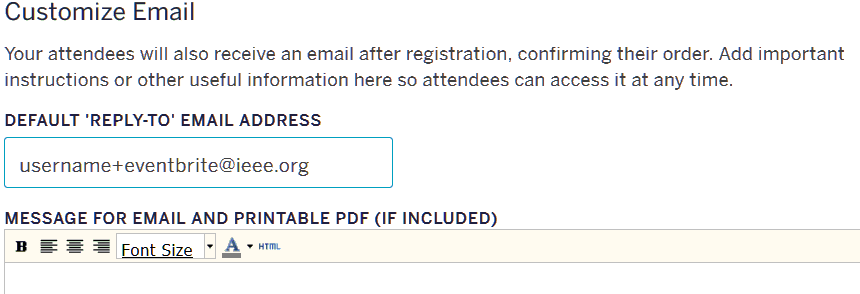 Customize Email
Your attendees will also receive an email after registration, confirming their order. Add important
instructions or other useful information here so attendees can access it at any time.
DEFAULT 'REPLY-TO' EMAIL ADDRESS
username+eventbrite@ieee.org
MESSAGE FOR EMAIL AND PRINTABLE PDF (IF INCLUDED)
B Font Size A HTML